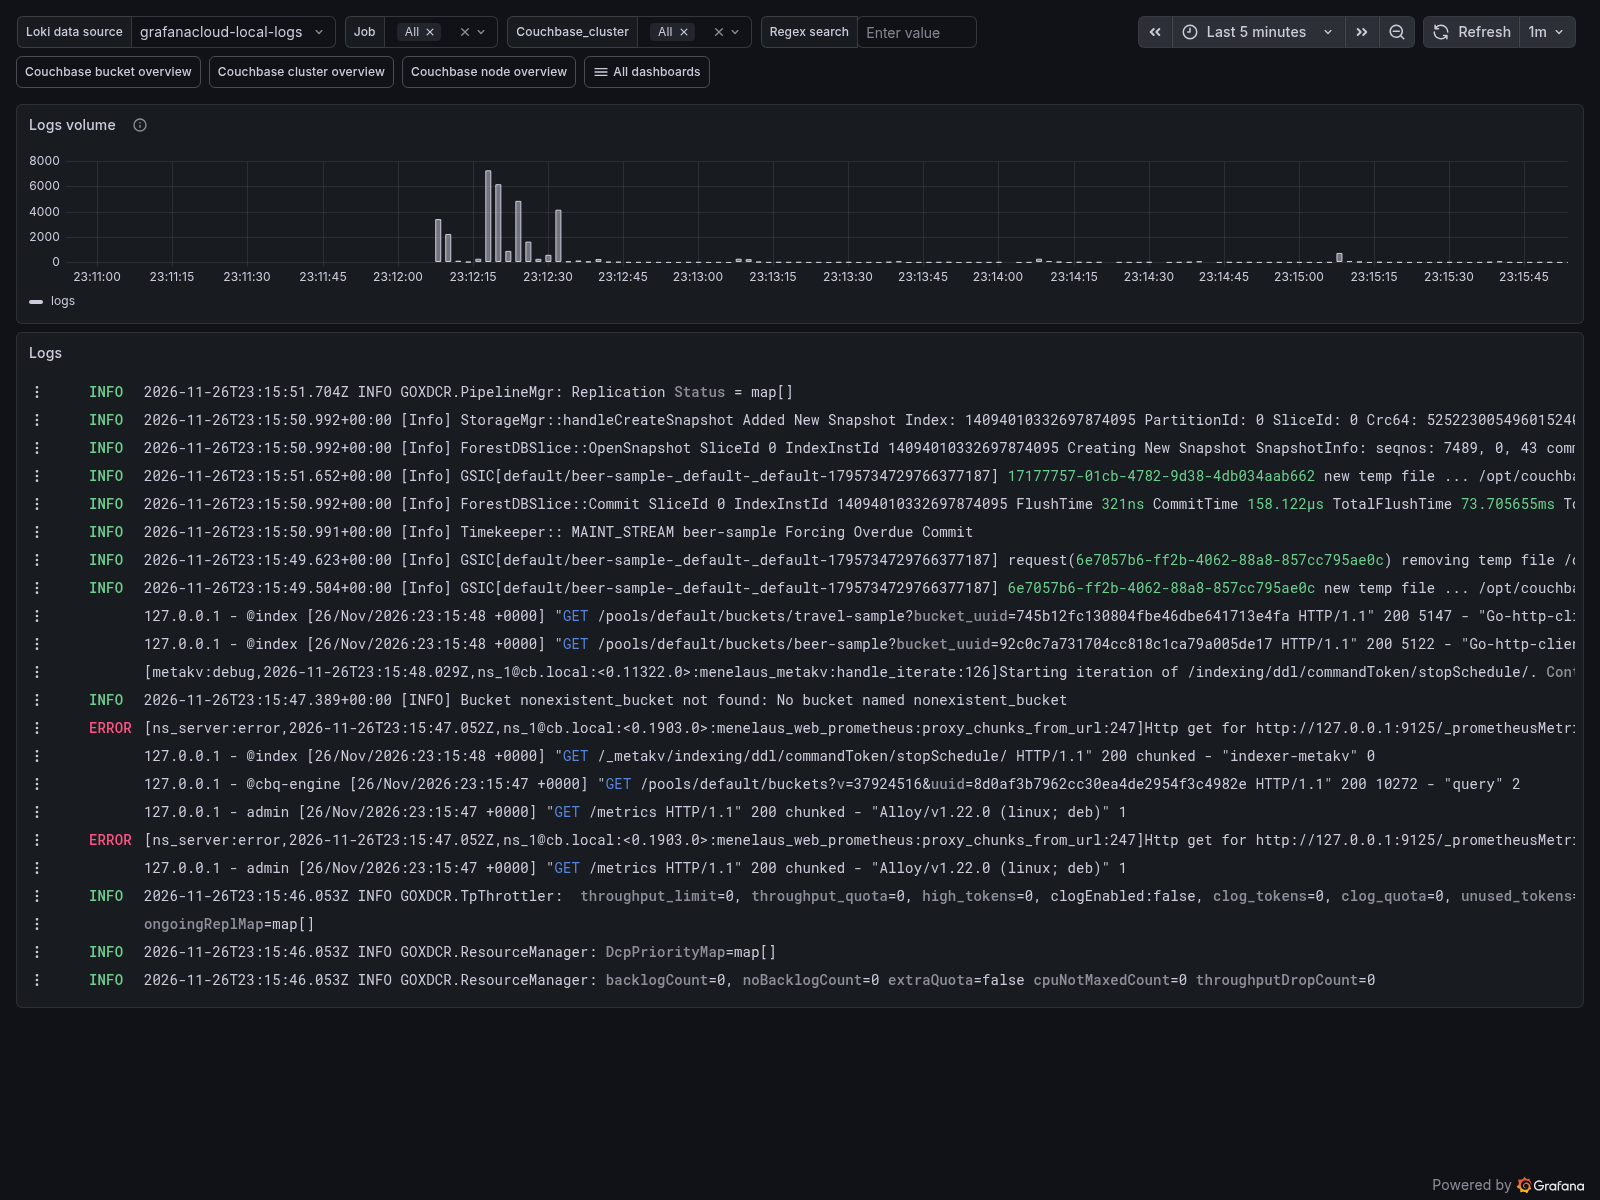 Loki data source grafanacloud-local-logs Job All Couchbase_cluster All Regex search Enter value Last 5 minutes Refresh 1m
Couchbase bucket overview Couchbase cluster overview Couchbase node overview All dashboards
Logs volume
8000
6000
4000
2000
0
23:11:00 23:11:15 23:11:30 23:11:45 23:12:00 23:12:15 23:12:30 23:12:45 23:13:00 23:13:15 23:13:30 23:13:45 23:14:00 23:14:15 23:14:30 23:14:45 23:15:00 23:15:15 23:15:30 23:15:45
logs
Logs
INFO 2026-11-26T23:15:51.704Z INFO GOXDCR.PipelineMgr: Replication Status = map[]
INFO 2026-11-26T23:15:50.992+00:00 [Info] StorageMgr::handleCreateSnapshot Added New Snapshot Index: 14094010332697874095 PartitionId: 0 SliceId: 0 Crc64: 525223005496015240
INFO 2026-11-26T23:15:50.992+00:00 [Info] ForestDBSlice::OpenSnapshot SliceId 0 IndexInstId 14094010332697874095 Creating New Snapshot SnapshotInfo: seqnos: 7489, 0, 43 comm
INFO 2026-11-26T23:15:51.652+00:00 [Info] GSIC[default/beer-sample-_default-_default-1795734729766377187] 17177757-01cb-4782-9d38-4db034aab662 new temp file ... /opt/couchba
INFO 2026-11-26T23:15:50.992+00:00 [Info] ForestDBSlice::Commit SliceId 0 IndexInstId 14094010332697874095 FlushTime 321ns CommitTime 158.122µs TotalFlushTime 73.705655ms To
INFO 2026-11-26T23:15:50.991+00:00 [Info] Timekeeper:: MAINT_STREAM beer-sample Forcing Overdue Commit
INFO 2026-11-26T23:15:49.623+00:00 [Info] GSIC[default/beer-sample-_default-_default-1795734729766377187] request(6e7057b6-ff2b-4062-88a8-857cc795ae0c) removing temp file /o
INFO 2026-11-26T23:15:49.504+00:00 [Info] GSIC[default/beer-sample-_default-_default-1795734729766377187] 6e7057b6-ff2b-4062-88a8-857cc795ae0c new temp file ... /opt/couchba
127.0.0.1 - @index [26/Nov/2026:23:15:48 +0000] "GET /pools/default/buckets/travel-sample?bucket_uuid=745b12fc130804fbe46dbe641713e4fa HTTP/1.1" 200 5147 - "Go-http-cli
127.0.0.1 - @index [26/Nov/2026:23:15:48 +0000] "GET /pools/default/buckets/beer-sample?bucket_uuid=92c0c7a731704cc818c1ca79a005de17 HTTP/1.1" 200 5122 - "Go-http-clien
[metakv:debug,2026-11-26T23:15:48.029Z,ns_1@cb.local:<0.11322.0>:menelaus_metakv:handle_iterate:126]Starting iteration of /indexing/ddl/commandToken/stopSchedule/. Cont
INFO 2026-11-26T23:15:47.389+00:00 [INFO] Bucket nonexistent_bucket not found: No bucket named nonexistent_bucket
ERROR [ns_server:error,2026-11-26T23:15:47.052Z,ns_1@cb.local:<0.1903.0>:menelaus_web_prometheus:proxy_chunks_from_url:247]Http get for http://127.0.0.1:9125/_prometheusMetri
127.0.0.1 - @index [26/Nov/2026:23:15:48 +0000] "GET /_metakv/indexing/ddl/commandToken/stopSchedule/ HTTP/1.1" 200 chunked - "indexer-metakv" 0
127.0.0.1 - @cbq-engine [26/Nov/2026:23:15:47 +0000] "GET /pools/default/buckets?v=37924516&uuid=8d0af3b7962cc30ea4de2954f3c4982e HTTP/1.1" 200 10272 - "query" 2
127.0.0.1 - admin [26/Nov/2026:23:15:47 +0000] "GET /metrics HTTP/1.1" 200 chunked - "Alloy/v1.22.0 (linux; deb)" 1
ERROR [ns_server:error,2026-11-26T23:15:47.052Z,ns_1@cb.local:<0.1903.0>:menelaus_web_prometheus:proxy_chunks_from_url:247]Http get for http://127.0.0.1:9125/_prometheusMetri
127.0.0.1 - admin [26/Nov/2026:23:15:47 +0000] "GET /metrics HTTP/1.1" 200 chunked - "Alloy/v1.22.0 (linux; deb)" 1
INFO 2026-11-26T23:15:46.053Z INFO GOXDCR.TpThrottler: throughput_limit=0, throughput_quota=0, high_tokens=0, clogEnabled:false, clog_tokens=0, clog_quota=0, unused_tokens=
ongoingReplMap=map[]
INFO 2026-11-26T23:15:46.053Z INFO GOXDCR.ResourceManager: DcpPriorityMap=map[]
INFO 2026-11-26T23:15:46.053Z INFO GOXDCR.ResourceManager: backlogCount=0, noBacklogCount=0 extraQuota=false cpuNotMaxedCount=0 throughputDropCount=0
Powered by Grafana